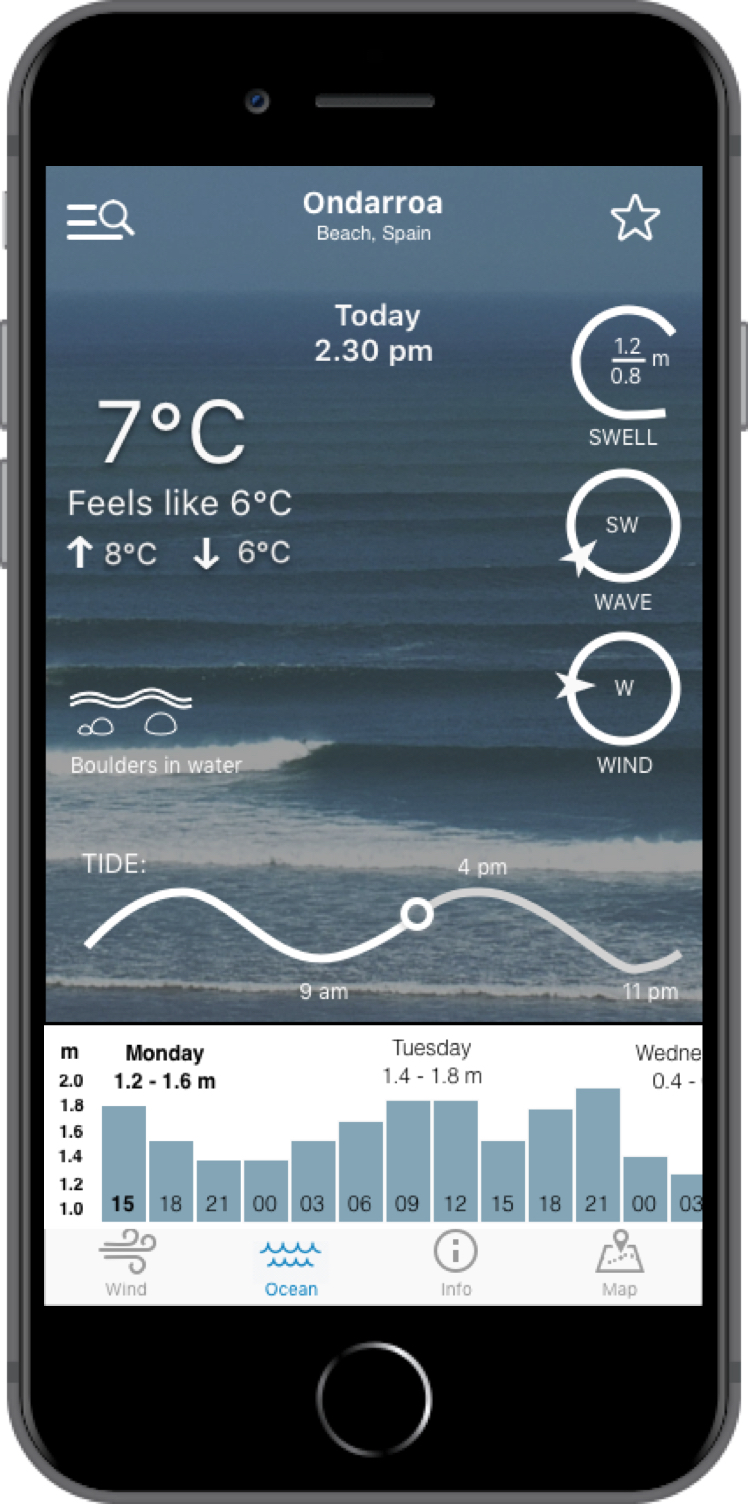 Ondarroa
Beach, Spain
Today
2.30 pm
1.2
0.8 m
SWELL
7°C
Feels like 6°C
↑ 8°C ↓ 6°C
SW
WAVE
W
WIND
Boulders in water
TIDE:
4 pm
9 am
11 pm
m Monday Tuesday Wedne
1.2 - 1.6 m 1.4 - 1.8 m 0.4 -
2.0
1.8
1.6
1.4
1.2
1.0
15 18 21 00 03 06 09 12 15 18 21 00 03
Wind Ocean Info Map